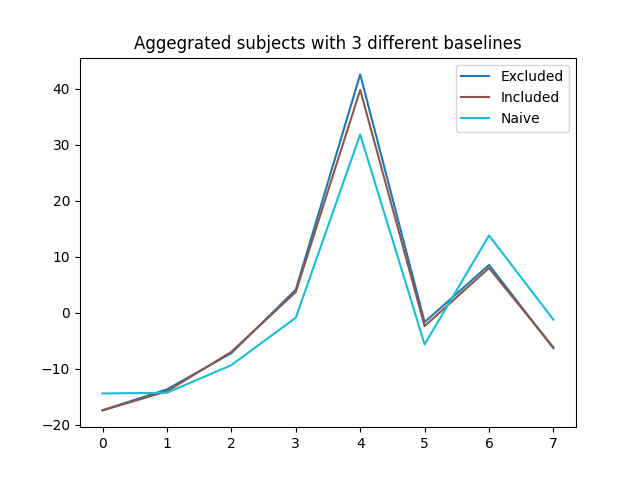 Aggegrated subjects with 3 different baselines
Excluded
Included
Naive
40
30
20
10
0
−10
−20
0 1 2 3 4 5 6 7